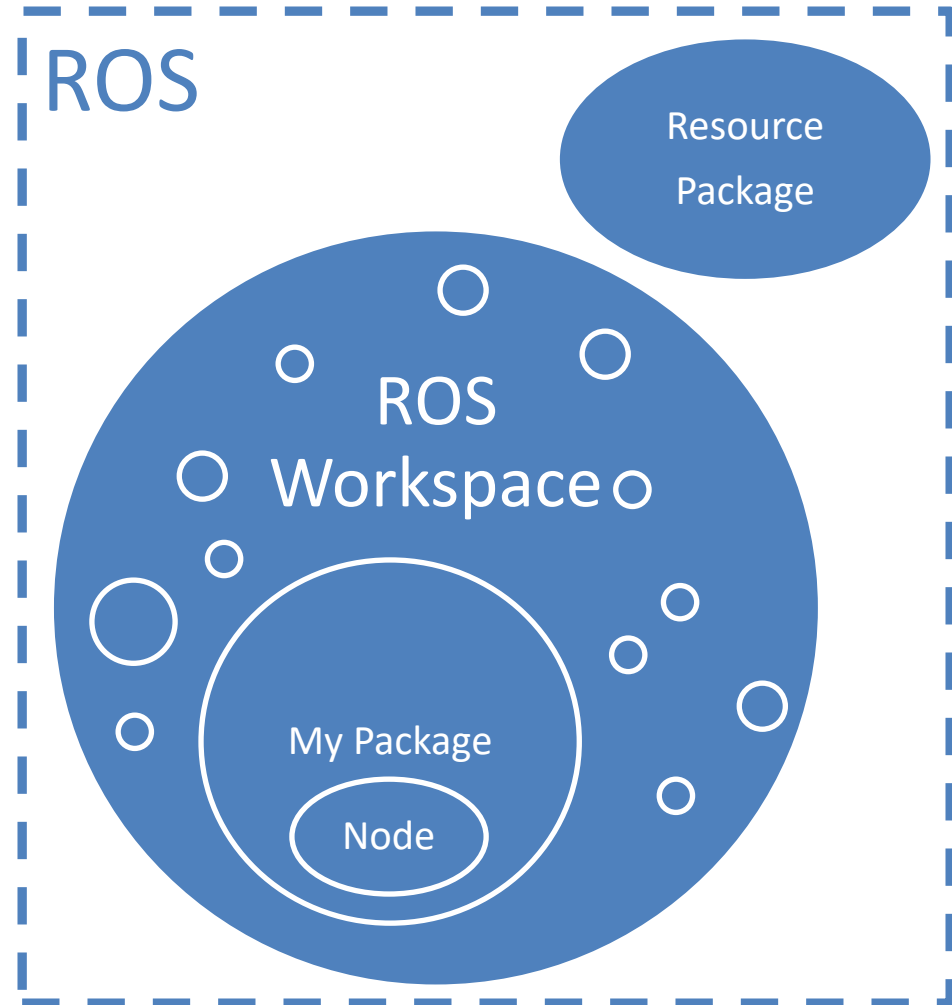 ROS
Resource
Package
ROS
Workspace
My Package
Node